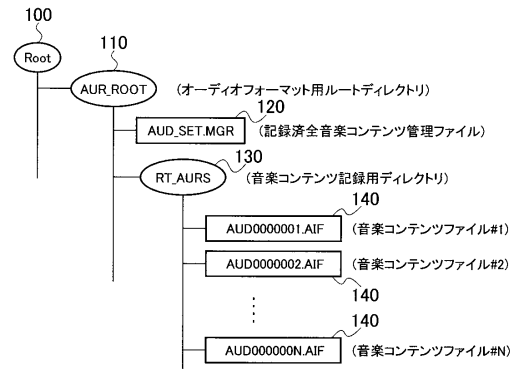 100
Root
110
AUR_ROOT (オーディオフォーマット用ルートディレクトリ)
120
AUD_SET.MGR (記録済全音楽コンテンツ管理ファイル)
130
RT_AURS (音楽コンテンツ記録用ディレクトリ)
140
AUD0000001.AIF (音楽コンテンツファイル#1)
AUD0000002.AIF (音楽コンテンツファイル#2)
140
140
AUD000000N.AIF (音楽コンテンツファイル#N)